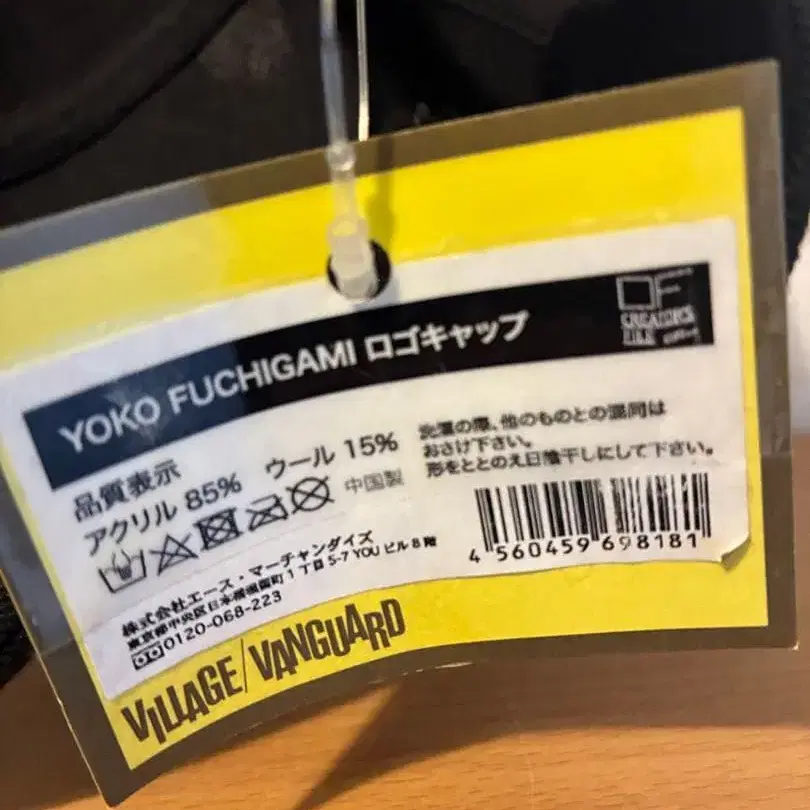 YOKO FUCHIGAMI ロゴキャップ
CREATOR'S
FILE
品質表示
アクリル 85% ウール 15%
中国製
洗濯の際、他のものとの混同は
おさけ下さい。
形をととのえ日陰干しにして下さい。
4 560459 698181
株式会社エース・マーチャンダイズ
東京都中央区日本橋堀留町1丁目5-7 YOUビル8階
0120-068-223
VILLAGE/VANGUARD